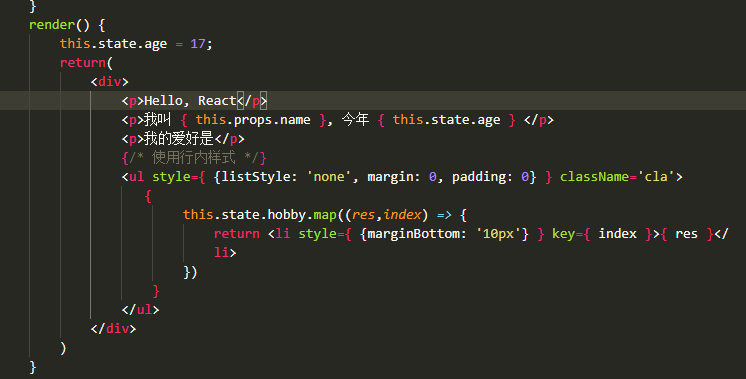 }
render() {
    this.state.age = 17;
    return(
        <div>
            <p>Hello, React</p>
            <p>我叫 { this.props.name }, 今年 { this.state.age } </p>
            <p>我的爱好是</p>
            {/* 使用行内样式 */}
            <ul style={ {listStyle: 'none', margin: 0, padding: 0} } className='cla'>
               {
                    this.state.hobby.map((res,index) => {
                        return <li style={ {marginBottom: '10px'} } key={ index }>{ res }</
                        li>
                    })
                }
            </ul>
        </div>
    )
}